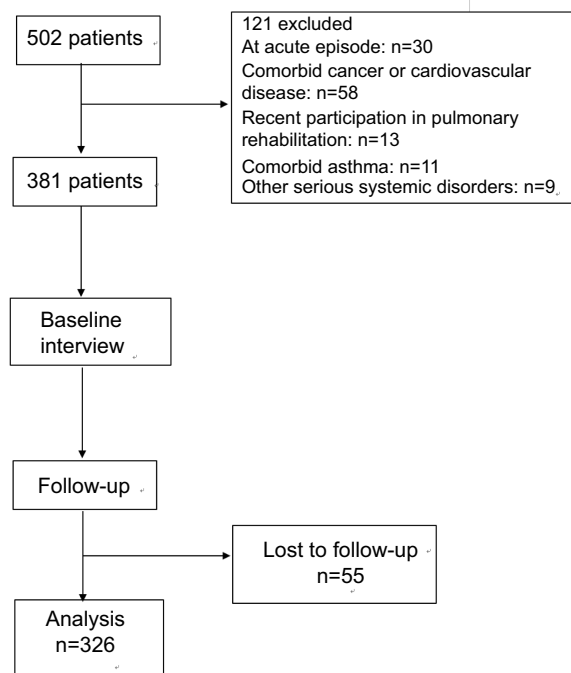 502 patients
121 excluded
At acute episode: n=30
Comorbid cancer or cardiovascular
disease: n=58
Recent participation in pulmonary
rehabilitation: n=13
Comorbid asthma: n=11
Other serious systemic disorders: n=9
381 patients
Baseline
interview
Follow-up
Lost to follow-up
n=55
Analysis
n=326